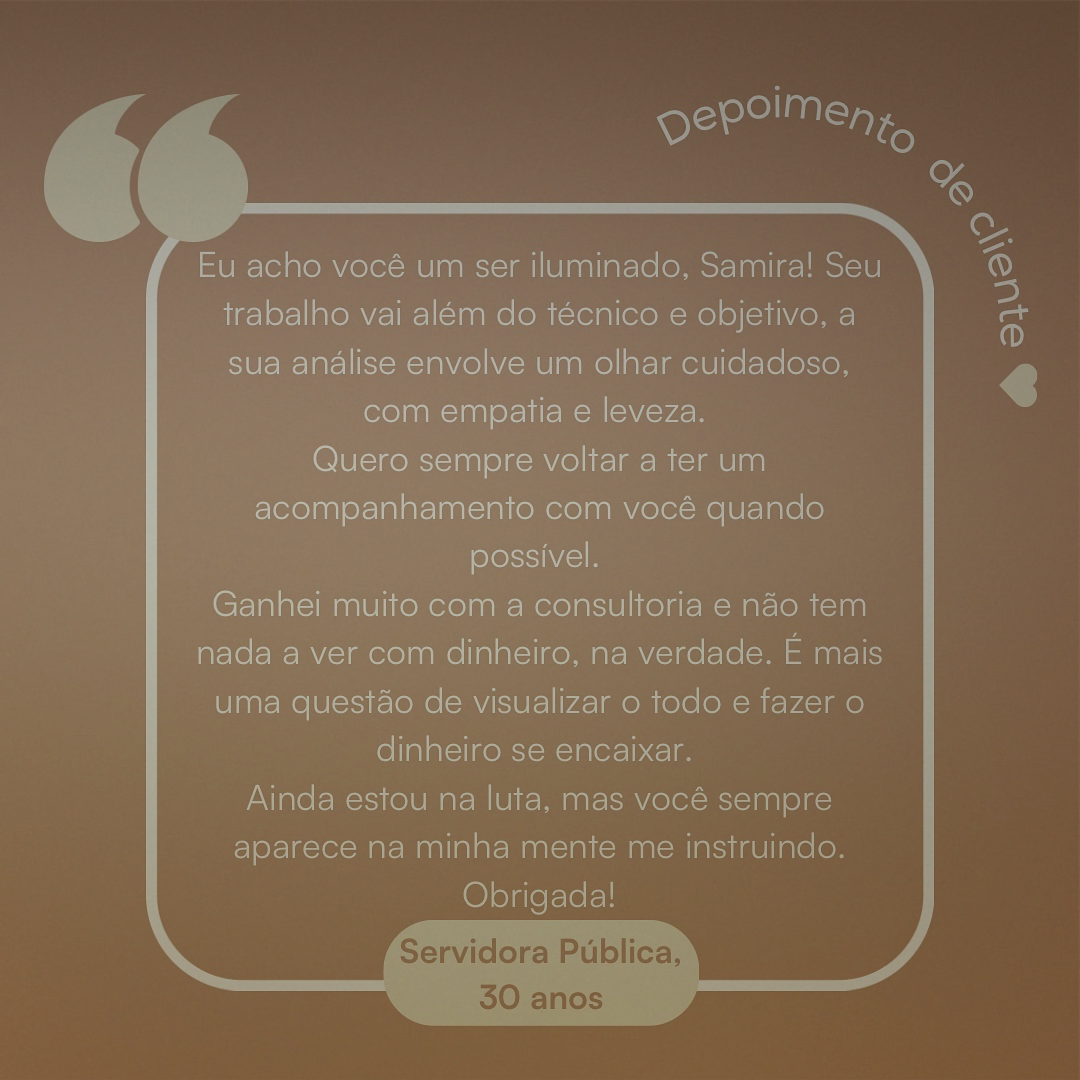 Depoimento de cliente
Eu acho você um ser iluminado, Samira! Seu
trabalho vai além do técnico e objetivo, a
sua análise envolve um olhar cuidadoso,
com empatia e leveza.
Quero sempre voltar a ter um
acompanhamento com você quando
possível.
Ganhei muito com a consultoria e não tem
nada a ver com dinheiro, na verdade. É mais
uma questão de visualizar o todo e fazer o
dinheiro se encaixar.
Ainda estou na luta, mas você sempre
aparece na minha mente me instruindo.
Obrigada!
Servidora Pública,
30 anos